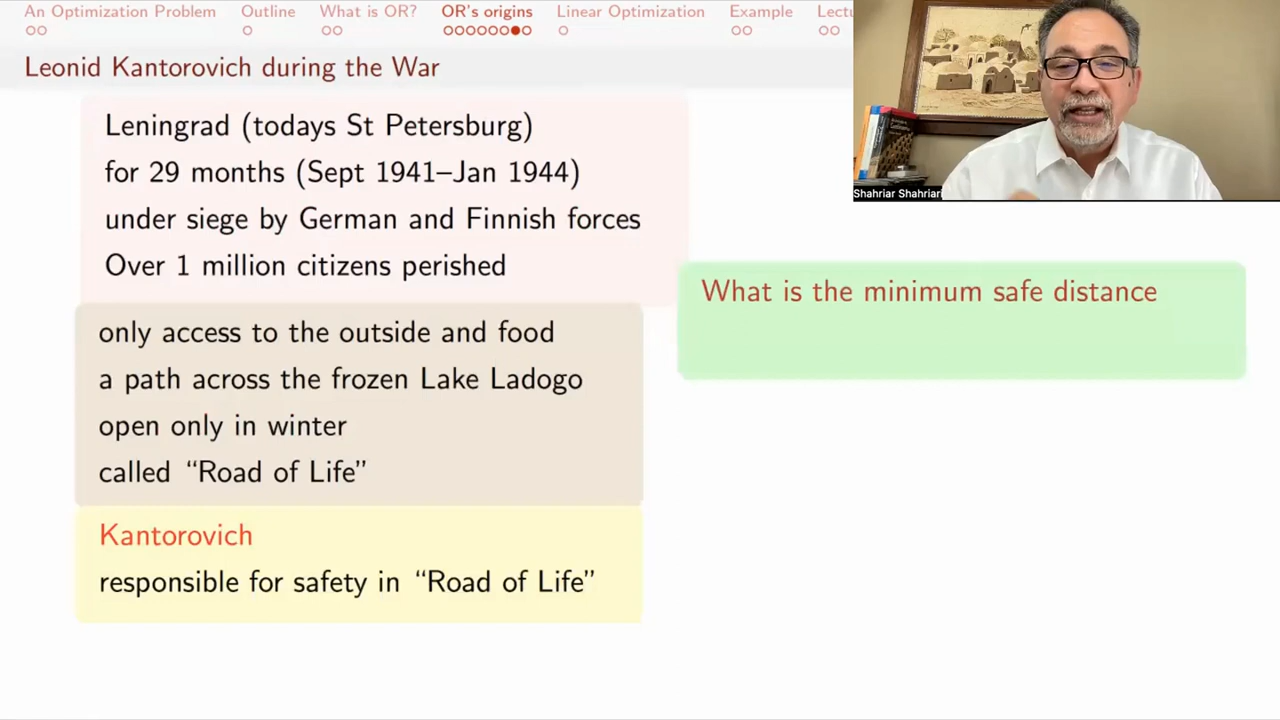 An Optimization Problem Outline What is OR? OR's origins Linear Optimization Example Lectu
Leonid Kantorovich during the War
Leningrad (todays St Petersburg)
for 29 months (Sept 1941–Jan 1944)
under siege by German and Finnish forces
Over 1 million citizens perished
only access to the outside and food
a path across the frozen Lake Ladogo
open only in winter
called “Road of Life”
Kantorovich
responsible for safety in “Road of Life”
What is the minimum safe distance
Shahriar Shahriari